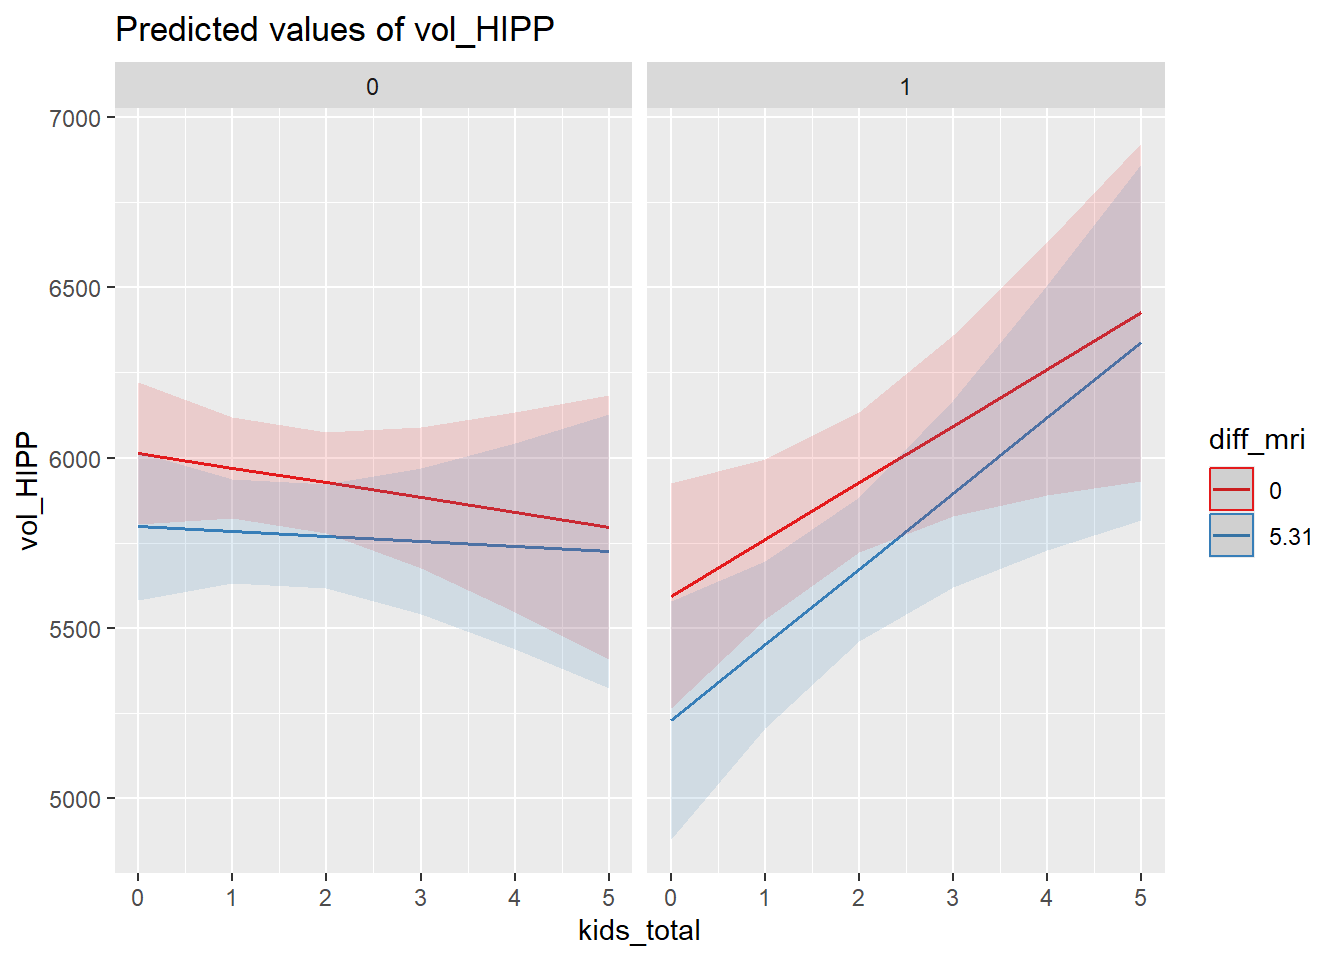 Predicted values of vol_HIPP
0 1
7000
6500
6000
5500
5000
vol_HIPP
0 1 2 3 4 5 0 1 2 3 4 5
kids_total
diff_mri
0
5.31